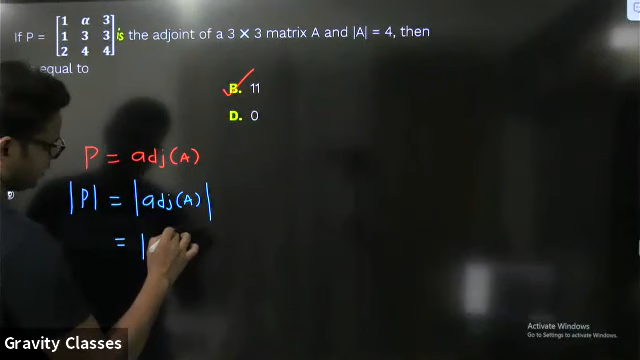 If P = [1 α 3
1 3 3
2 4 4] is the adjoint of a 3 × 3 matrix A and |A| = 4, then
equal to
B. 11
D. 0
P = adj(A)
|P| = |adj(A)|
= |
Activate Windows
Go to Settings to activate Windows.
Gravity Classes